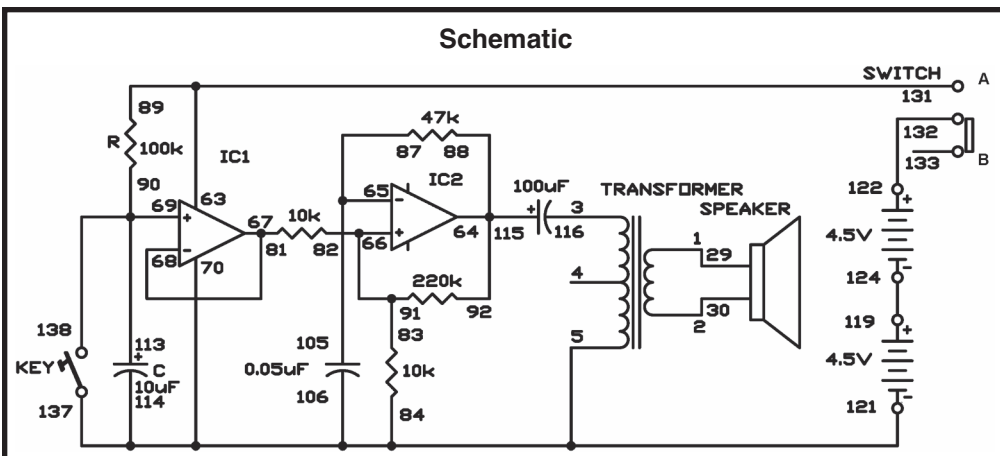 Schematic
SWITCH A
131
89
47k
132
R 100k
87 88
133 B
IC1
90
IC2
100uF TRANSFORMER
122 +
63
65 -
SPEAKER
69 +
67 10k
+ 3
4.5V
1
81 82
66 +
64
115 116
29
-
68 -
70
220k
4
124
30
91 92
2
119
138
113 +
105
83
5
+
KEY
C
0.05uF
10k
4.5V
10uF
106
137
114
84
-
121